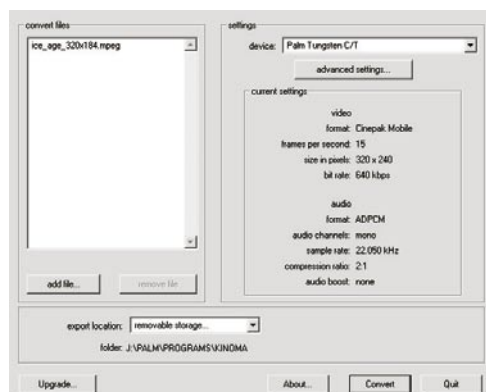 convert files
ice_age_320x184.mpeg
add file...
remove file
settings
device: Palm Tungsten C/T
advanced settings...
current settings
video
format: Cinepak Mobile
frames per second: 15
size in pixels: 320 x 240
bit rate: 640 kbps
audio
format: ADPCM
audio channels: mono
sample rate: 22.050 kHz
compression ratio: 2:1
audio boost: none
export location: removable storage...
folder: J:\PALM\PROGRAMS\KINOMA
Upgrade...
About...
Convert
Quit